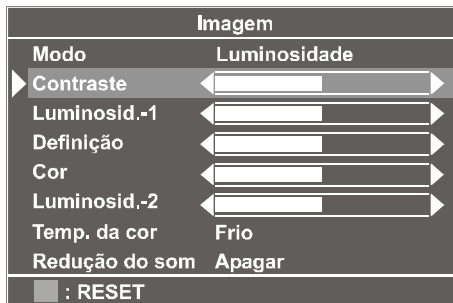 Imagem
Modo Luminosidade
Contraste
Luminosid.-1
Definição
Cor
Luminosid.-2
Temp. da cor Frio
Redução do som Apagar
: RESET